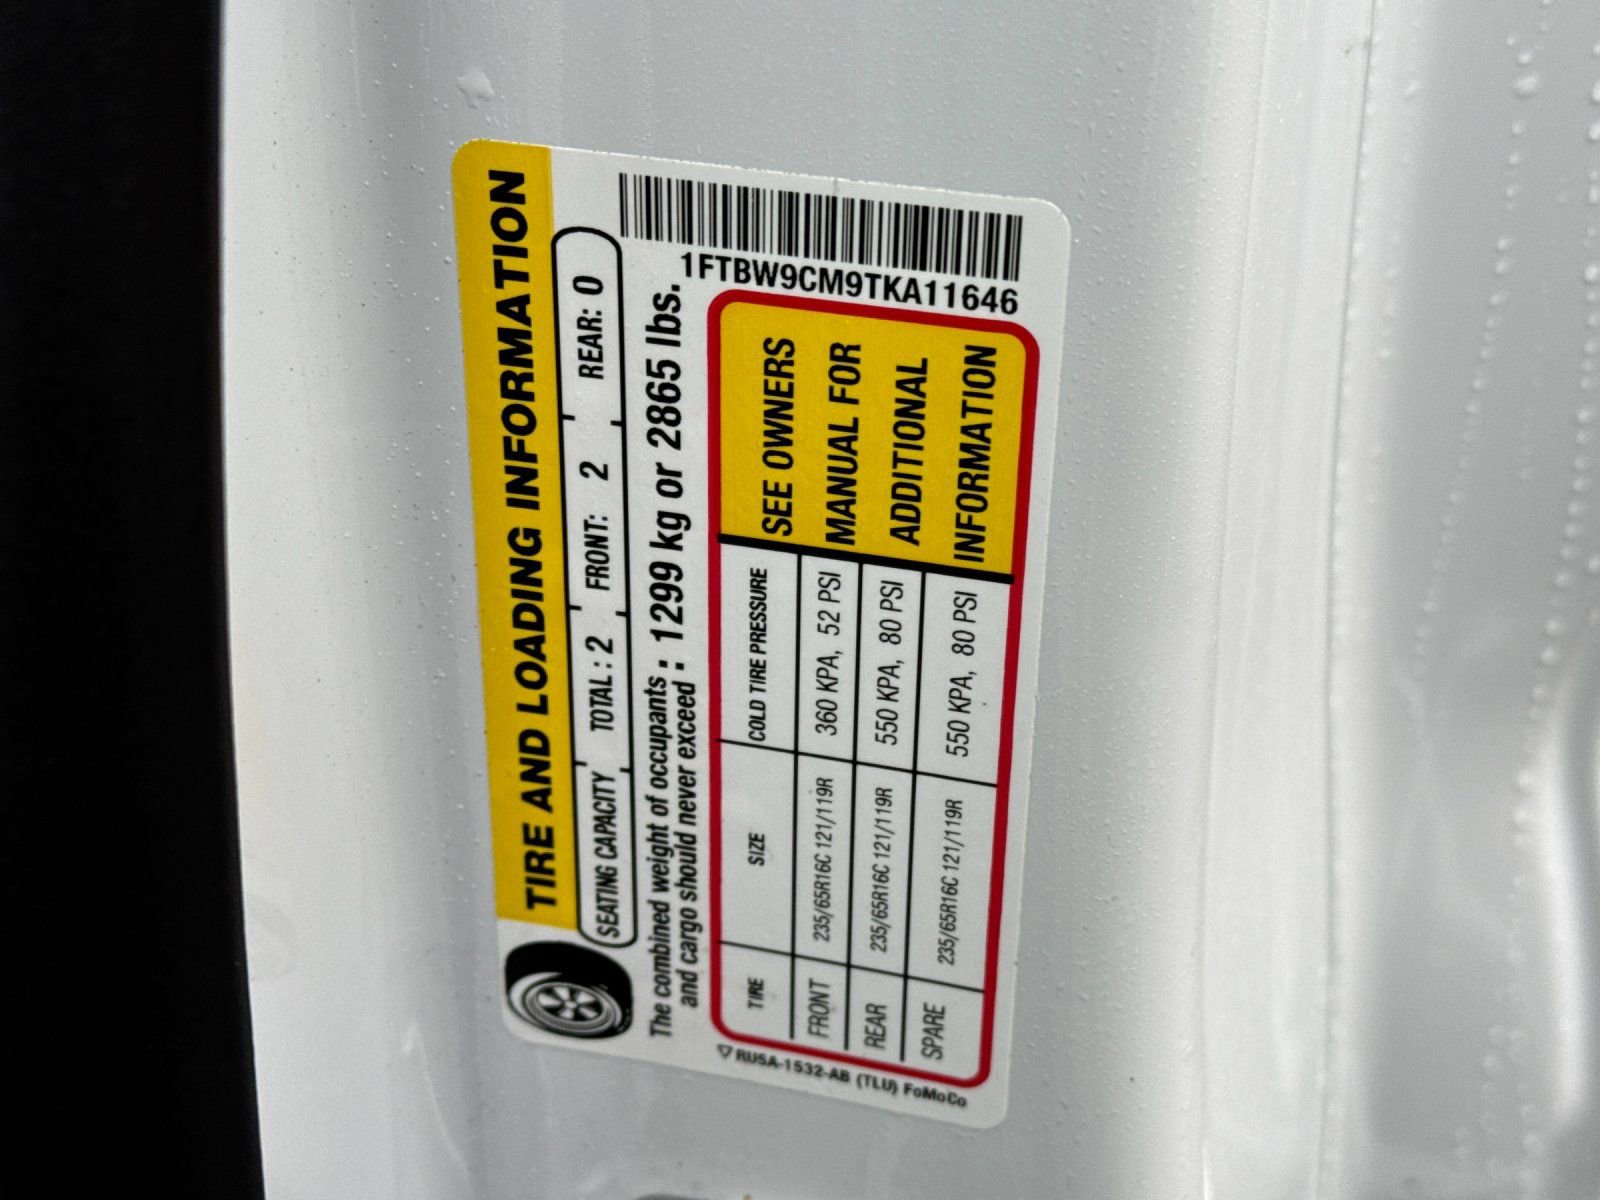 TIRE AND LOADING INFORMATION
SEATING CAPACITY TOTAL : 2 FRONT: 2 REAR: 0
The combined weight of occupants
and cargo should never exceed : 1299 kg or 2865 lbs.
1FTBW9CM9TKA11646
TIRE SIZE COLD TIRE PRESSURE
FRONT 235/65R16C 121/119R 360 KPA, 52 PSI
REAR 235/65R16C 121/119R 550 KPA, 80 PSI
SPARE 235/65R16C 121/119R 550 KPA, 80 PSI
SEE OWNERS
MANUAL FOR
ADDITIONAL
INFORMATION
RU5A-1532-AB (TLU) FoMoCo